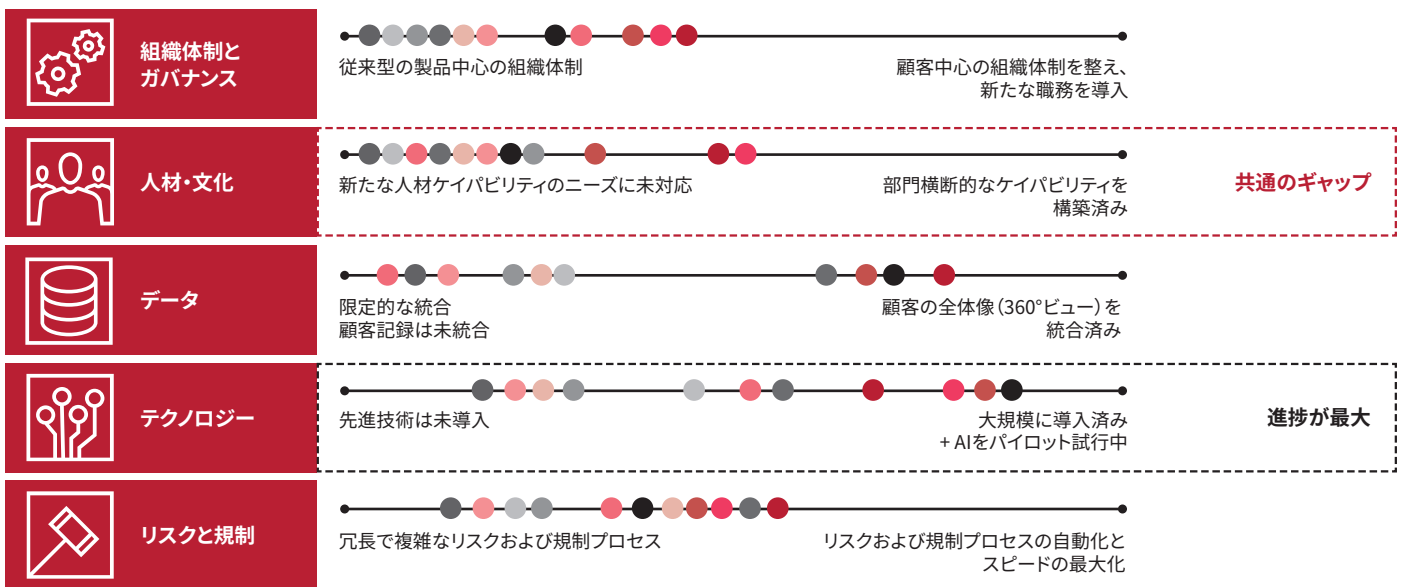 組織体制と
ガバナンス
従来型の製品中心の組織体制
顧客中心の組織体制を整え、
新たな職務を導入
人材・文化
新たな人材ケイパビリティのニーズに未対応
部門横断的なケイパビリティを
構築済み
共通のギャップ
データ
限定的な統合
顧客記録は未統合
顧客の全体像（360°ビュー）を
統合済み
テクノロジー
先進技術は未導入
大規模に導入済み
+ AIをパイロット試行中
進捗が最大
リスクと規制
冗長で複雑なリスクおよび規制プロセス
リスクおよび規制プロセスの自動化と
スピードの最大化